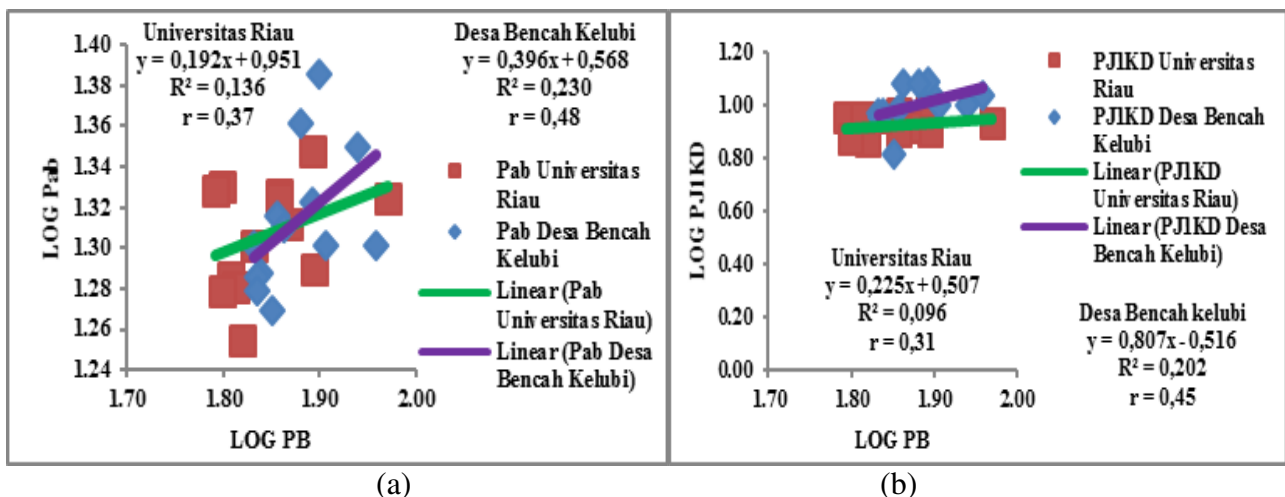 Universitas Riau
y = 0,192x + 0,951
R² = 0,136
r = 0,37
Desa Bencah Kelubi
y = 0,396x + 0,568
R² = 0,230
r = 0,48
LOG Pab
1.40
1.38
1.36
1.34
1.32
1.30
1.28
1.26
1.24
1.70
1.80
1.90
2.00
LOG PB
Pab Universitas
Riau
Pab Desa Bencah
Kelubi
Linear (Pab
Universitas Riau)
Linear (Pab Desa
Bencah Kelubi)
(a)
LOG PJ1KD
1.20
1.00
0.80
0.60
0.40
0.20
0.00
1.70
1.80
1.90
2.00
LOG PB
PJ1KD Universitas
Riau
PJ1KD Desa Bencah
Kelubi
Linear (PJ1KD
Universitas Riau)
Linear (PJ1KD Desa
Bencah Kelubi)
Universitas Riau
y = 0,225x + 0,507
R² = 0,096
r = 0,31
Desa Bencah kelubi
y = 0,807x - 0,516
R² = 0,202
r = 0,45
(b)